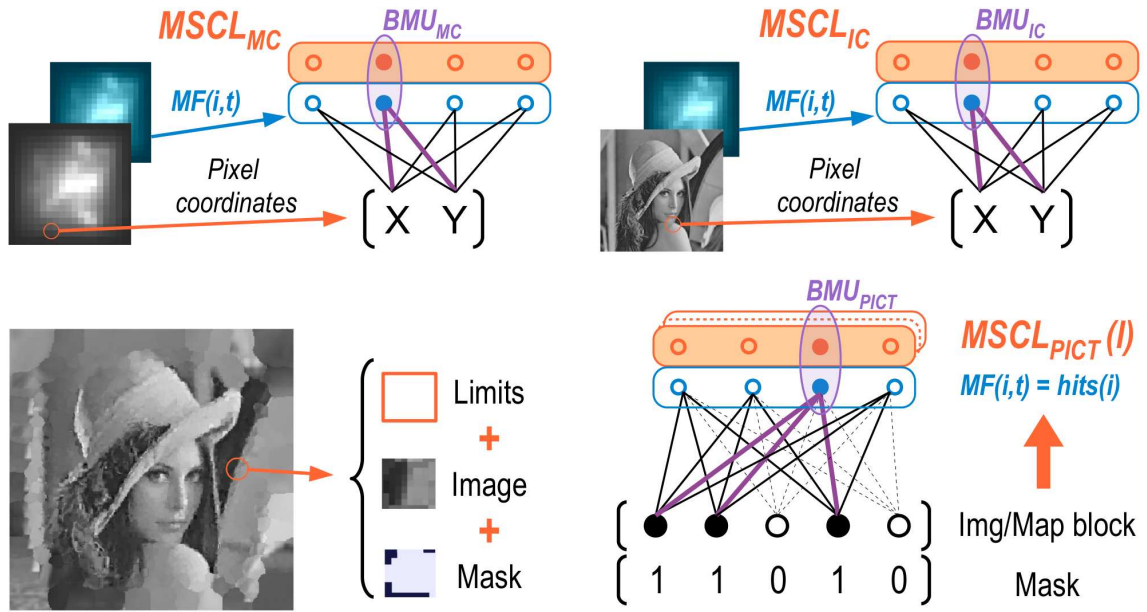 MSCL_MC
BMU_MC
MF(i,t)
Pixel
coordinates
X Y
MSCL_IC
BMU_IC
MF(i,t)
Pixel
coordinates
X Y
Limits
+
Image
+
Mask
BMU_PICT
MSCL_PICT(l)
MF(i,t) = hits(i)
Img/Map block
1 1 0 1 0
Mask